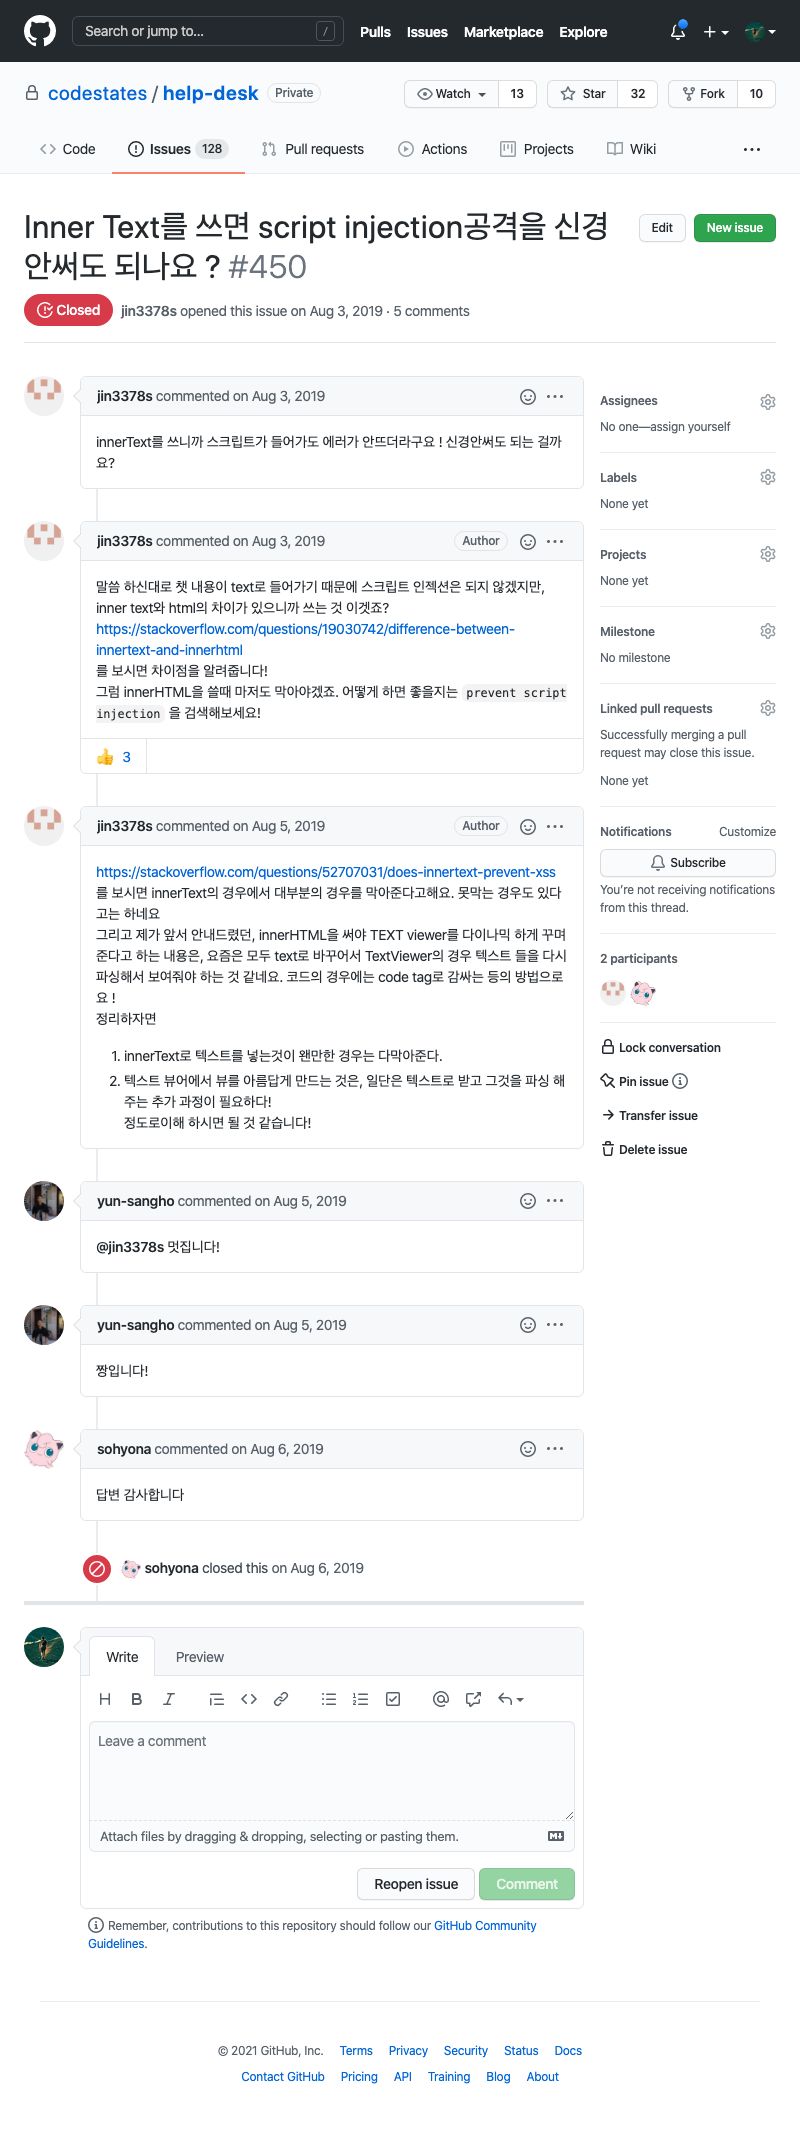 Search or jump to... /
Pulls Issues Marketplace Explore
codestates / help-desk Private
Watch 13 Star 32 Fork 10
Code Issues 128 Pull requests Actions Projects Wiki
Inner Text를 쓰면 script injection공격을 신경
안써도 되나요 ? #450
Edit New issue
Closed jin3378s opened this issue on Aug 3, 2019 · 5 comments
jin3378s commented on Aug 3, 2019
innerText를 쓰니까 스크립트가 들어가도 에러가 안뜨더라구요 ! 신경안써도 되는 걸까
요?
jin3378s commented on Aug 3, 2019 Author
말씀 하신대로 챗 내용이 text로 들어가기 때문에 스크립트 인젝션은 되지 않겠지만,
inner text와 html의 차이가 있으니까 쓰는 것 이겟죠?
https://stackoverflow.com/questions/19030742/difference-between-
innertext-and-innerhtml
를 보시면 차이점을 알려줍니다!
그럼 innerHTML을 쓸때 마저도 막아야겠죠. 어떻게 하면 좋을지는 prevent script
injection 을 검색해보세요!
👍 3
jin3378s commented on Aug 5, 2019 Author
https://stackoverflow.com/questions/52707031/does-innertext-prevent-xss
를 보시면 innerText의 경우에서 대부분의 경우를 막아준다고해요. 못막는 경우도 있다
고는 하네요
그리고 제가 앞서 안내드렸던, innerHTML을 써야 TEXT viewer를 다이나믹 하게 꾸며
준다고 하는 내용은, 요즘은 모두 text로 바꾸어서 TextViewer의 경우 텍스트 들을 다시
파싱해서 보여줘야 하는 것 같네요. 코드의 경우에는 code tag로 감싸는 등의 방법으로
요 !
정리하자면
1. innerText로 텍스트를 넣는것이 왠만한 경우는 다막아준다.
2. 텍스트 뷰어에서 뷰를 아름답게 만드는 것은, 일단은 텍스트로 받고 그것을 파싱 해
주는 추가 과정이 필요하다!
정도로이해 하시면 될 것 같습니다!
yun-sangho commented on Aug 5, 2019
@jin3378s 멋집니다!
yun-sangho commented on Aug 5, 2019
짱입니다!
sohyona commented on Aug 6, 2019
답변 감사합니다
sohyona closed this on Aug 6, 2019
Assignees
No one—assign yourself
Labels
None yet
Projects
None yet
Milestone
No milestone
Linked pull requests
Successfully merging a pull
request may close this issue.
None yet
Notifications Customize
Subscribe
You're not receiving notifications
from this thread.
2 participants
Lock conversation
Pin issue
Transfer issue
Delete issue
Write Preview
Leave a comment
Attach files by dragging & dropping, selecting or pasting them.
Reopen issue Comment
Remember, contributions to this repository should follow our GitHub Community
Guidelines.
© 2021 GitHub, Inc. Terms Privacy Security Status Docs
Contact GitHub Pricing API Training Blog About